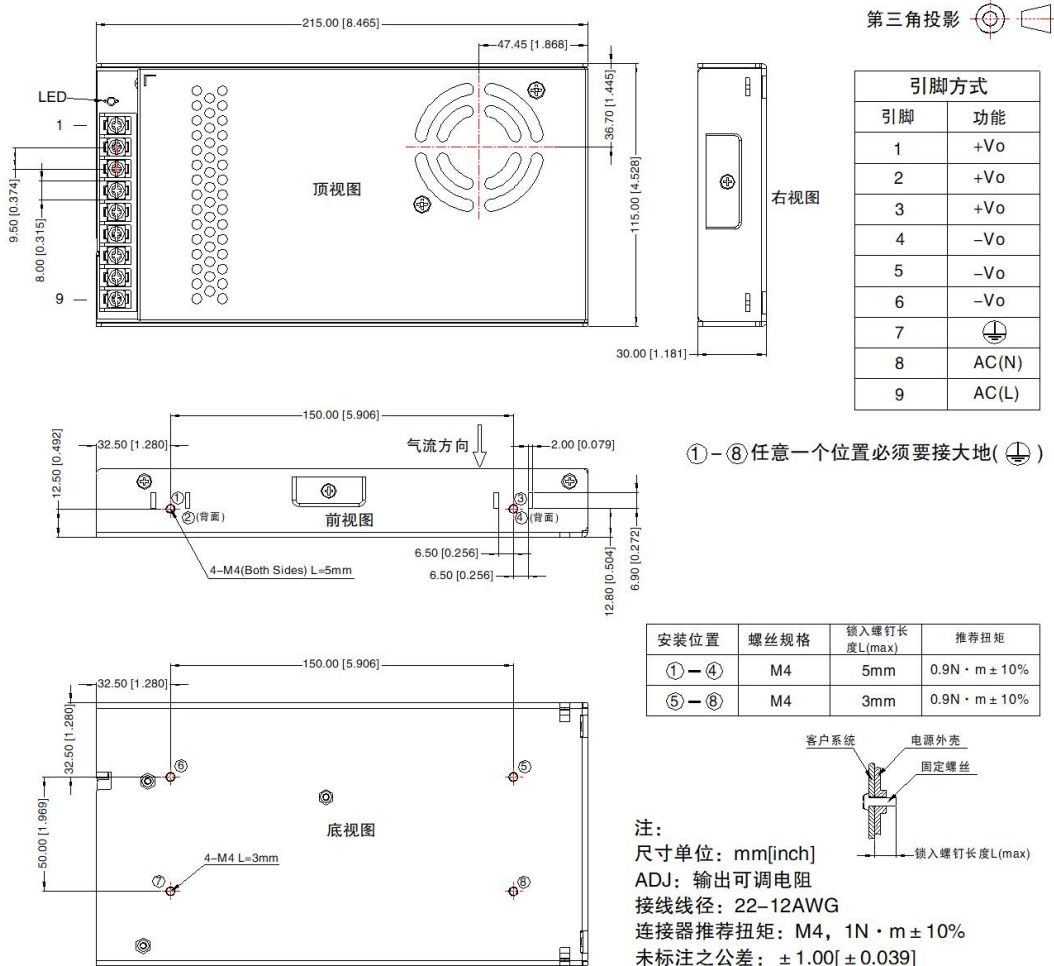 第三角投影
215.00 [8.465]
47.45 [1.868]
36.70 [1.445]
115.00 [4.528]
LED
1
9
9.50 [0.374]
8.00 [0.315]
顶视图
右视图
30.00 [1.181]
引脚方式
引脚 功能
1 +Vo
2 +Vo
3 +Vo
4 –Vo
5 –Vo
6 –Vo
7
8 AC(N)
9 AC(L)
①–⑧任意一个位置必须要接大地( )
150.00 [5.906]
32.50 [1.280]
气流方向
2.00 [0.079]
12.50 [0.492]
①
②(背面)
前视图
③
④(背面)
6.50 [0.256]
6.50 [0.256]
12.80 [0.504]
6.90 [0.272]
4-M4(Both Sides) L=5mm
安装位置 螺丝规格 锁入螺钉长度L(max) 推荐扭矩
①–④ M4 5mm 0.9N·m±10%
⑤–⑧ M4 3mm 0.9N·m±10%
150.00 [5.906]
32.50 [1.280]
32.50 [1.280]
50.00 [1.969]
⑥
⑤
底视图
4-M4 L=3mm
⑦
⑧
客户系统
电源外壳
固定螺丝
锁入螺钉长度L(max)
注：
尺寸单位：mm[inch]
ADJ：输出可调电阻
接线线径：22–12AWG
连接器推荐扭矩：M4，1N·m±10%
未标注之公差：±1.00[±0.039]